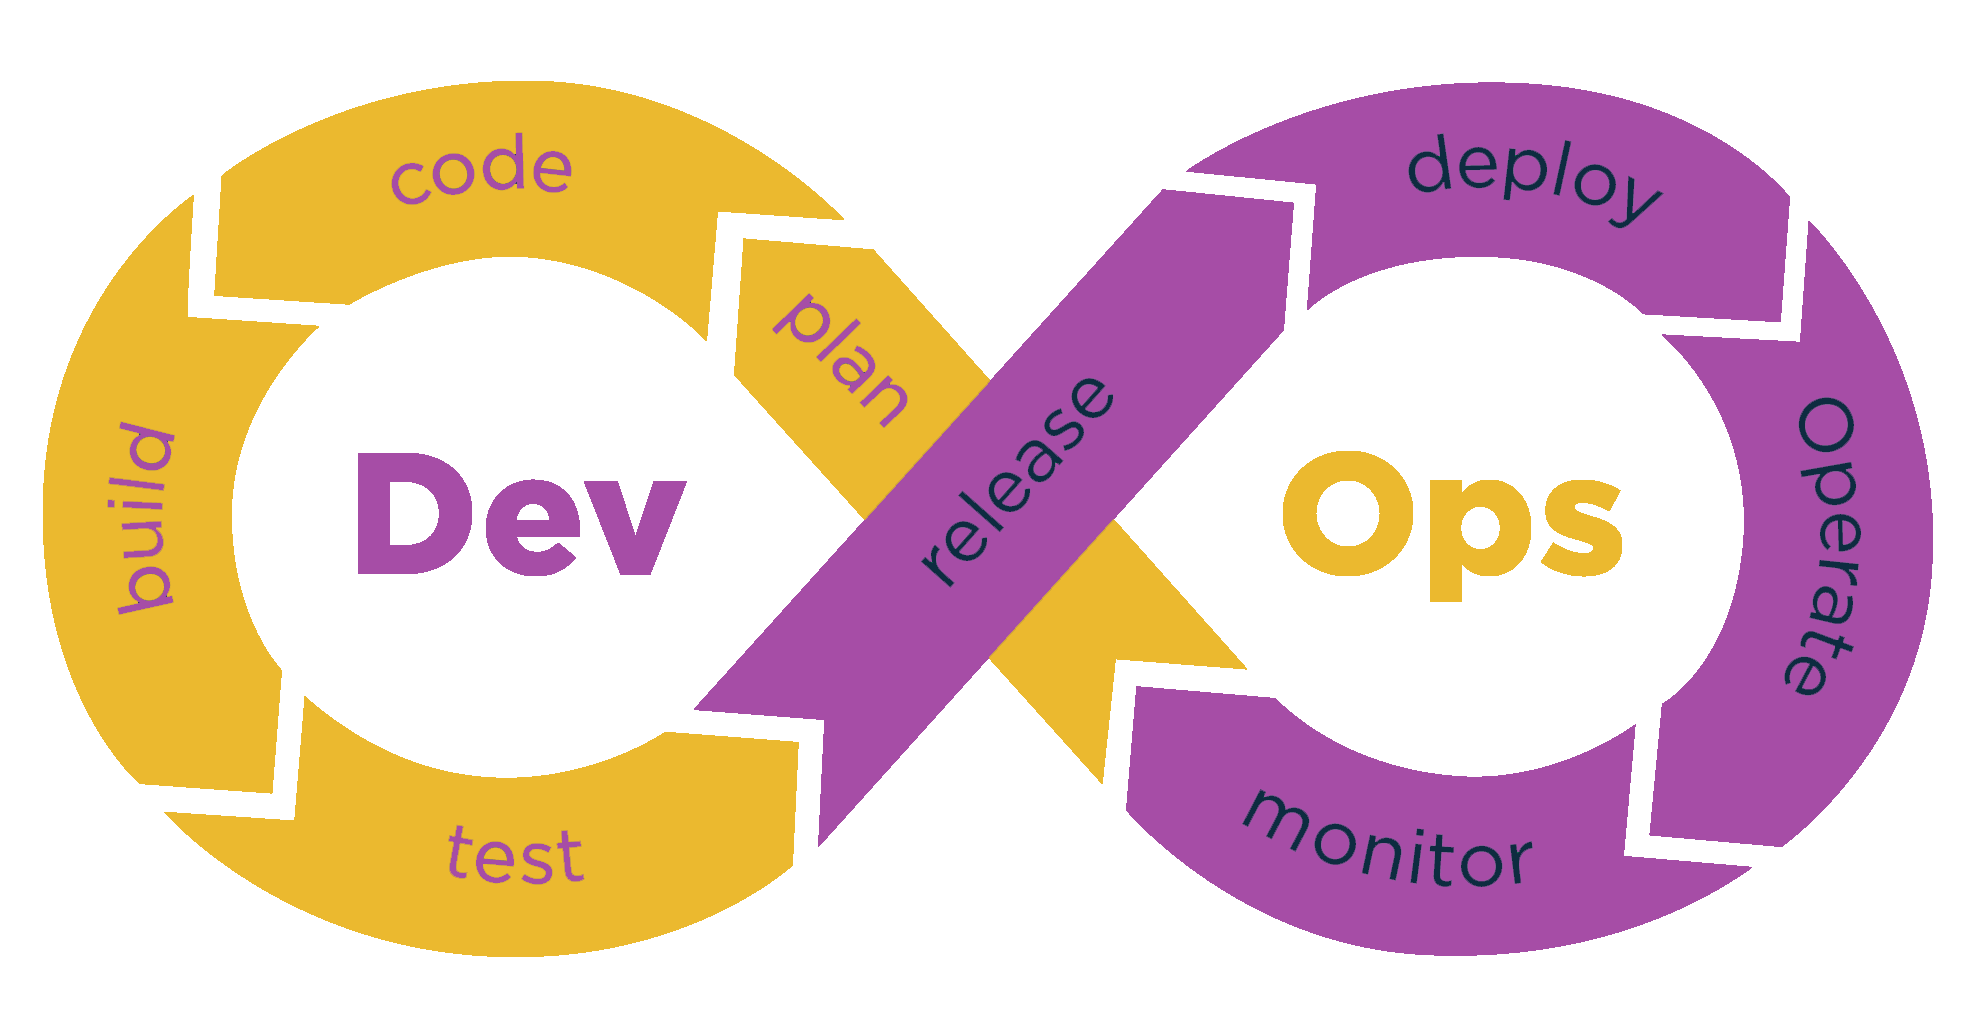 code
plan
build
Dev
test
release
deploy
Ops
Operate
monitor